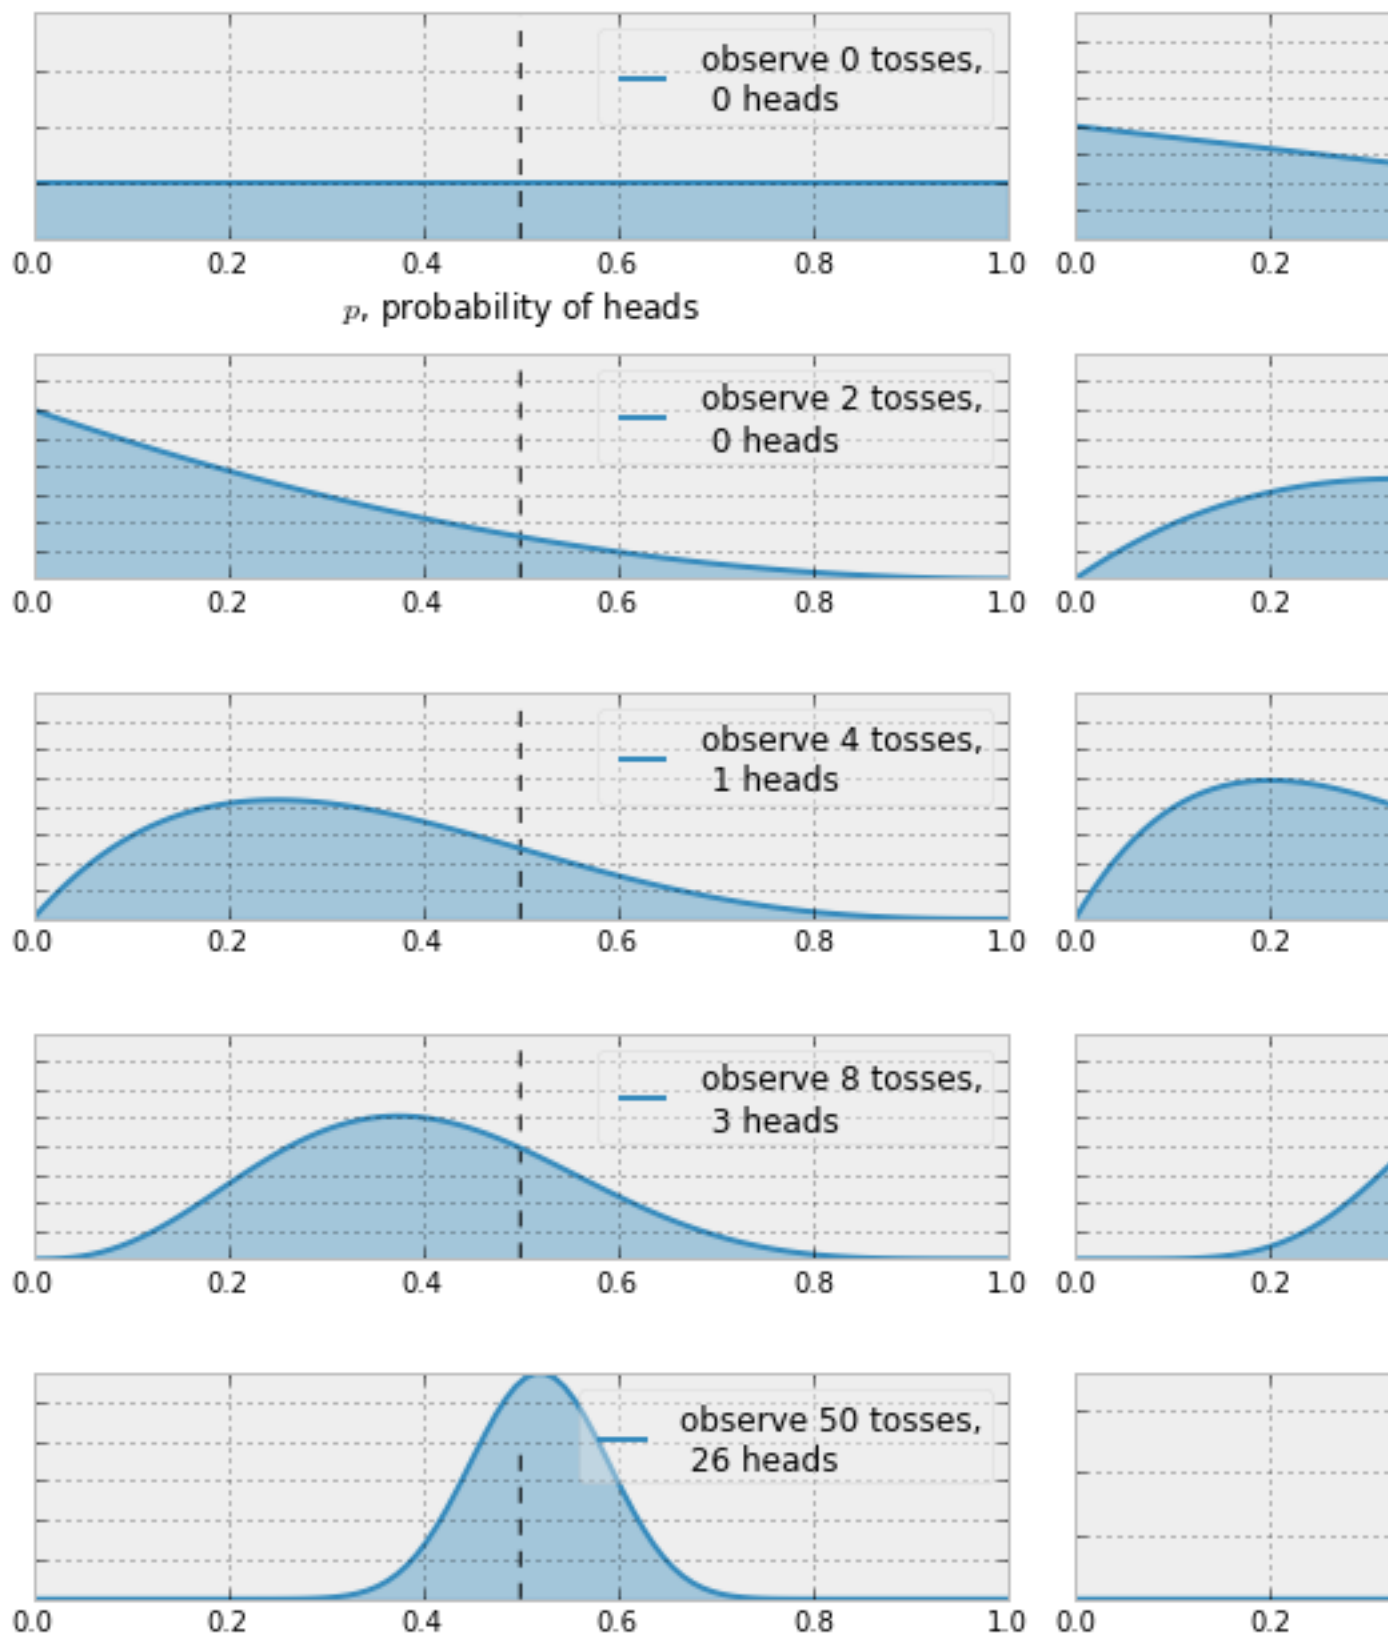 observe 0 tosses,
0 heads
0.0 0.2 0.4 0.6 0.8 1.0
0.0 0.2
p, probability of heads
observe 2 tosses,
0 heads
0.0 0.2 0.4 0.6 0.8 1.0
0.0 0.2
observe 4 tosses,
1 heads
0.0 0.2 0.4 0.6 0.8 1.0
0.0 0.2
observe 8 tosses,
3 heads
0.0 0.2 0.4 0.6 0.8 1.0
0.0 0.2
observe 50 tosses,
26 heads
0.0 0.2 0.4 0.6 0.8 1.0
0.0 0.2